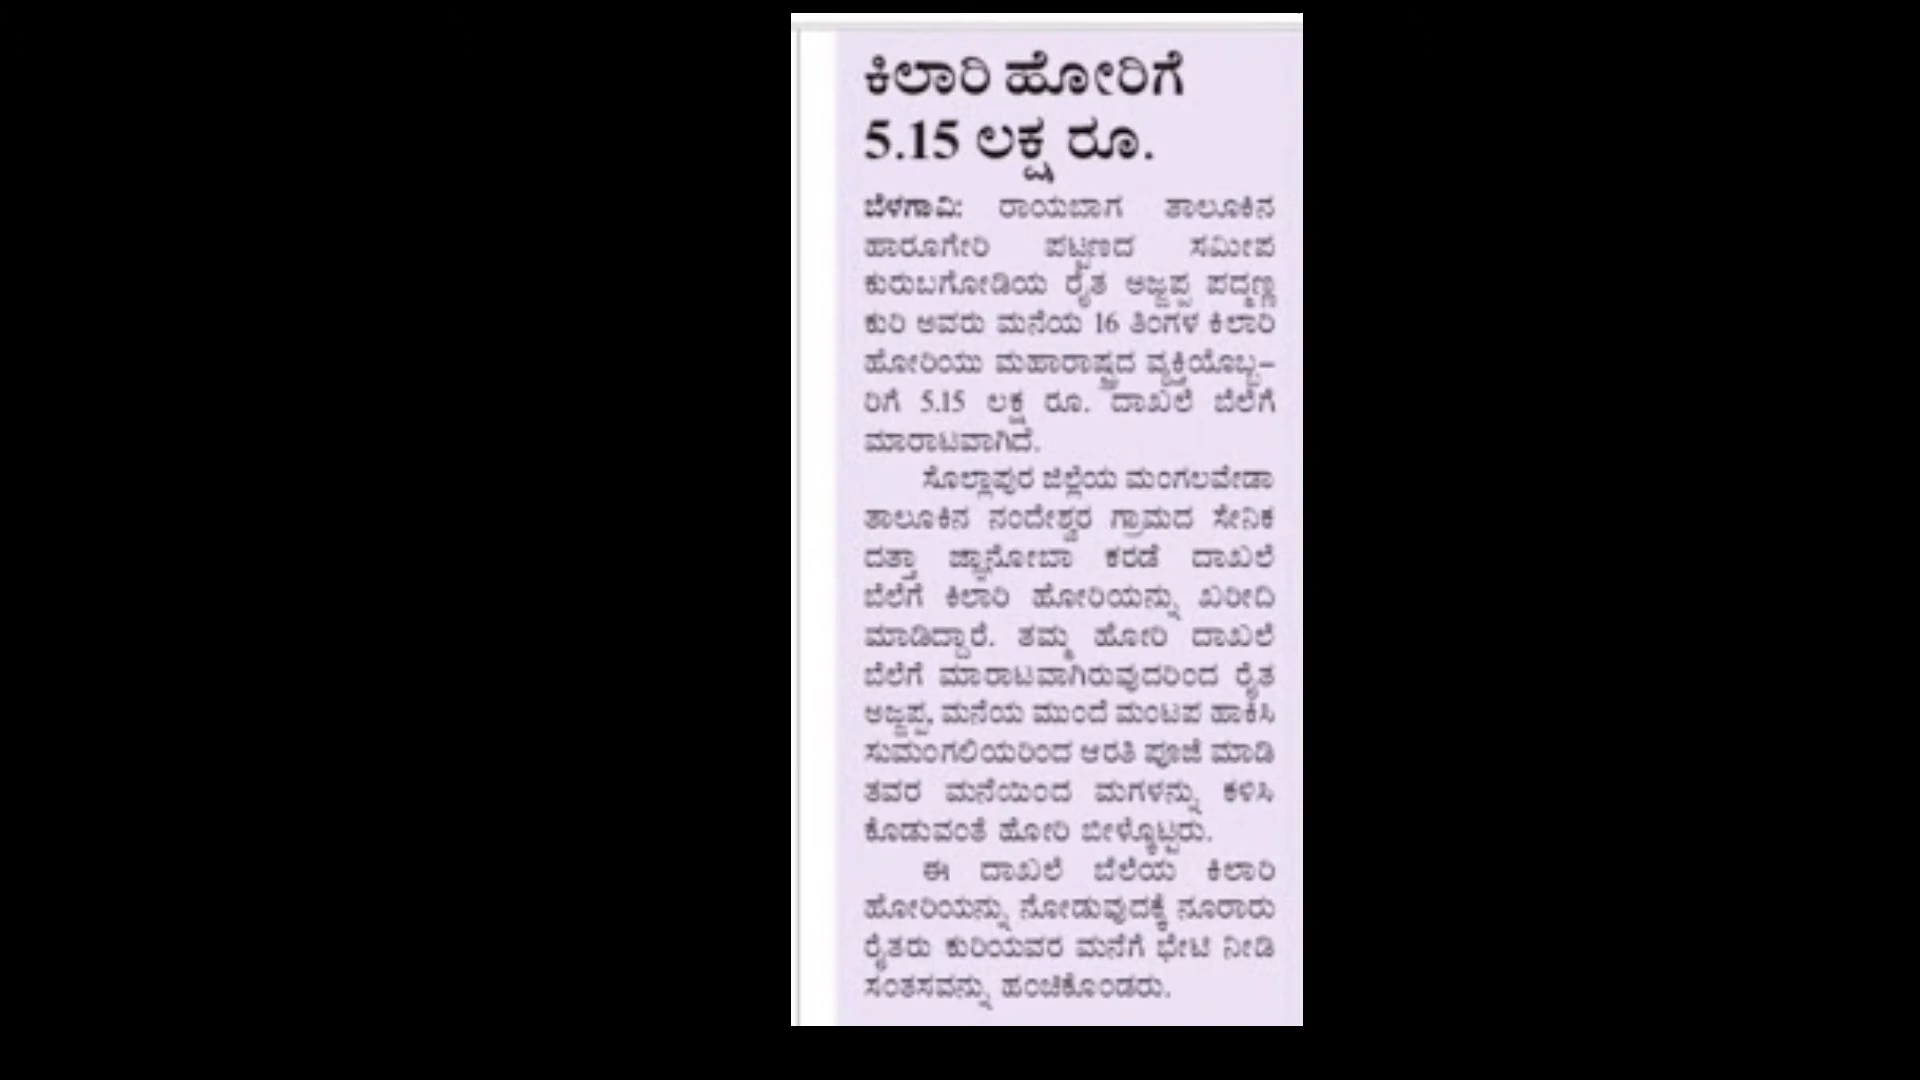 ಕಿಲಾರಿ ಹೋರಿಗೆ
5.15 ಲಕ್ಷ ರೂ.
ಬೆಳಗಾವಿ: ರಾಯಬಾಗ ತಾಲೂಕಿನ
ಹಾರೂಗೇರಿ ಪಟ್ಟಣದ ಸಮೀಪ
ಕುರುಬಗೋಡಿಯ ರೈತ ಅಜ್ಜಪ್ಪ ಪದ್ಮಣ್ಣ
ಕುರಿ ಅವರು ಮನೆಯ 16 ತಿಂಗಳ ಕಿಲಾರಿ
ಹೋರಿಯು ಮಹಾರಾಷ್ಟ್ರದ ವ್ಯಕ್ತಿಯೊಬ್ಬ–
ರಿಗೆ 5.15 ಲಕ್ಷ ರೂ. ದಾಖಲೆ ಬೆಲೆಗೆ
ಮಾರಾಟವಾಗಿದೆ.
ಸೊಲ್ಲಾಪುರ ಜಿಲ್ಲೆಯ ಮಂಗಲವೇಡಾ
ತಾಲೂಕಿನ ನಂದೇಶ್ವರ ಗ್ರಾಮದ ಸೇನಿಕ
ದತ್ತಾ ಜ್ಞಾನೋಬಾ ಕರಡೆ ದಾಖಲೆ
ಬೆಲೆಗೆ ಕಿಲಾರಿ ಹೋರಿಯನ್ನು ಖರೀದಿ
ಮಾಡಿದ್ದಾರೆ. ತಮ್ಮ ಹೋರಿ ದಾಖಲೆ
ಬೆಲೆಗೆ ಮಾರಾಟವಾಗಿರುವುದರಿಂದ ರೈತ
ಅಜ್ಜಪ್ಪ, ಮನೆಯ ಮುಂದೆ ಮಂಟಪ ಹಾಕಿಸಿ
ಸುಮಂಗಲಿಯರಿಂದ ಆರತಿ ಪೂಜೆ ಮಾಡಿ
ತವರ ಮನೆಯಿಂದ ಮಗಳನ್ನು ಕಳಿಸಿ
ಕೊಡುವಂತೆ ಹೋರಿ ಬೀಳ್ಕೊಟ್ಟರು.
ಈ ದಾಖಲೆ ಬೆಲೆಯ ಕಿಲಾರಿ
ಹೋರಿಯನ್ನು ನೋಡುವುದಕ್ಕೆ ನೂರಾರು
ರೈತರು ಕುರಿಯವರ ಮನೆಗೆ ಭೇಟಿ ನೀಡಿ
ಸಂತಸವನ್ನು ಹಂಚಿಕೊಂಡರು.